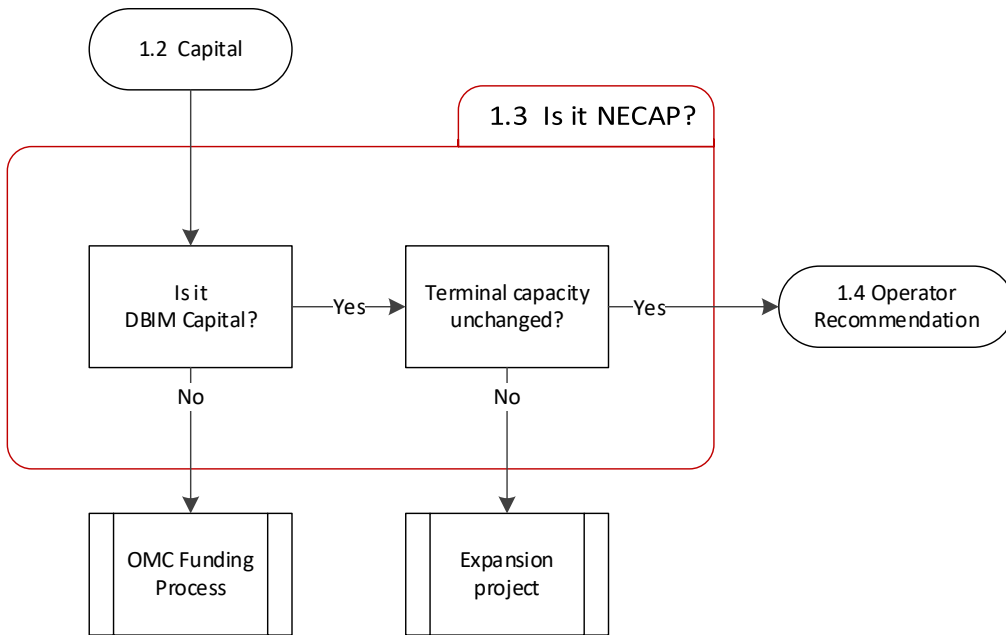 1.2 Capital
1.3 Is it NECAP?
Is it
DBIM Capital?
Yes
Terminal capacity
unchanged?
Yes
1.4 Operator
Recommendation
No
No
OMC Funding
Process
Expansion
project